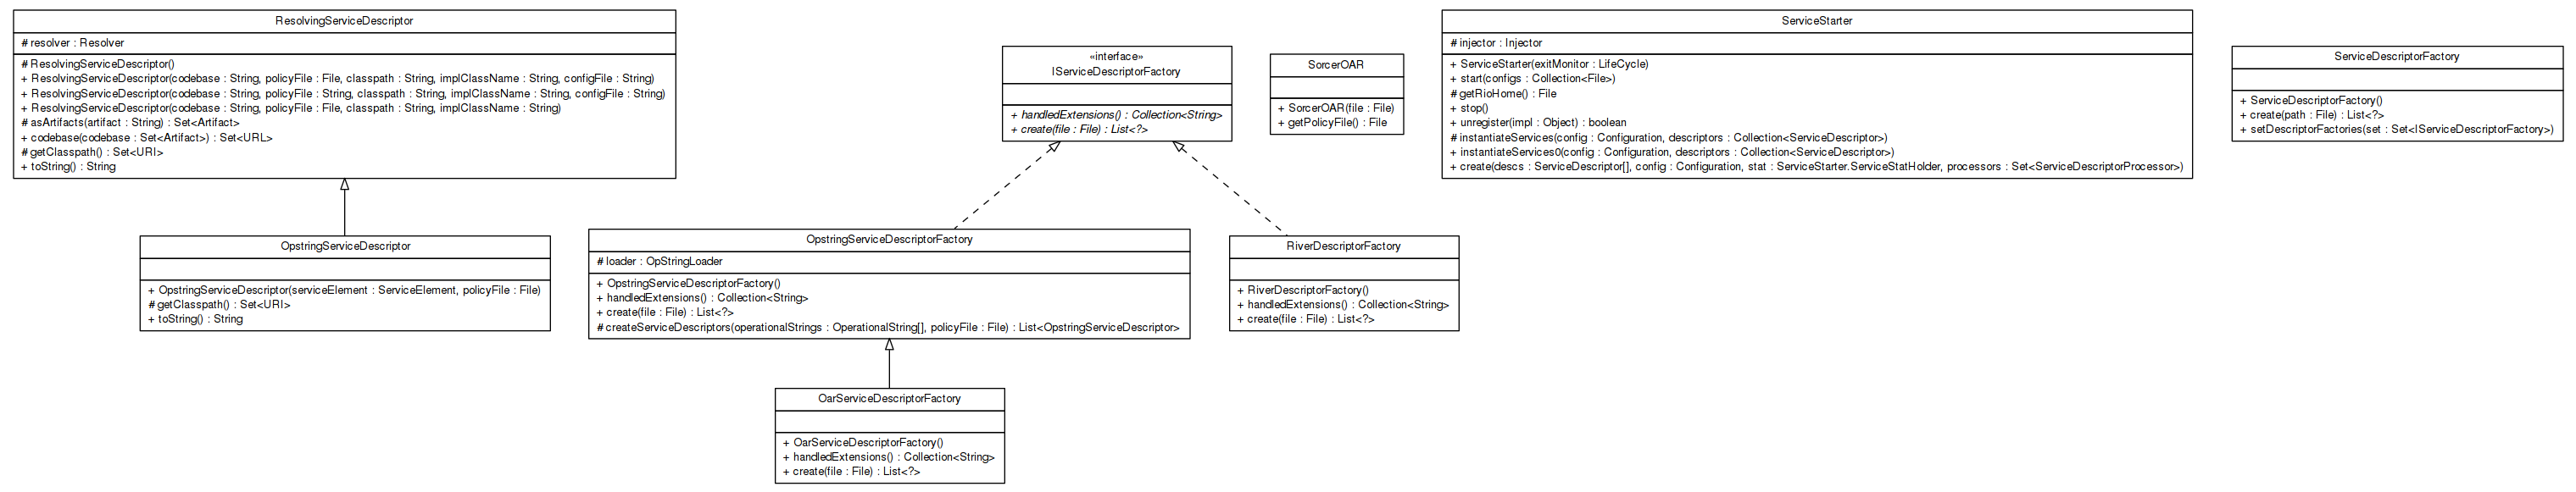 ResolvingServiceDescriptor
# resolver : Resolver
# ResolvingServiceDescriptor()
+ ResolvingServiceDescriptor(codebase : String, policyFile : File, classpath : String, implClassName : String, configFile : String)
+ ResolvingServiceDescriptor(codebase : String, policyFile : String, classpath : String, implClassName : String, configFile : String)
+ ResolvingServiceDescriptor(codebase : String, policyFile : File, classpath : String, implClassName : String)
# asArtifacts(artifact : String) : Set<Artifact>
+ codebase(codebase : Set<Artifact>) : Set<URL>
# getClasspath() : Set<URI>
+ toString() : String
«interface»
IServiceDescriptorFactory
+ handledExtensions() : Collection<String>
+ create(file : File) : List<?>
SorcerOAR
+ SorcerOAR(file : File)
+ getPolicyFile() : File
ServiceStarter
# injector : Injector
+ ServiceStarter(exitMonitor : LifeCycle)
+ start(configs : Collection<File>)
# getRioHome() : File
+ stop()
+ unregister(impl : Object) : boolean
# instantiateServices(config : Configuration, descriptors : Collection<ServiceDescriptor>)
+ instantiateServices0(config : Configuration, descriptors : Collection<ServiceDescriptor>)
+ create(descs : ServiceDescriptor[], config : Configuration, stat : ServiceStarter.ServiceStatHolder, processors : Set<ServiceDescriptorProcessor>)
ServiceDescriptorFactory
+ ServiceDescriptorFactory()
+ create(path : File) : List<?>
+ setDescriptorFactories(set : Set<IServiceDescriptorFactory>)
OpstringServiceDescriptor
+ OpstringServiceDescriptor(serviceElement : ServiceElement, policyFile : File)
# getClasspath() : Set<URI>
+ toString() : String
OpstringServiceDescriptorFactory
# loader : OpStringLoader
+ OpstringServiceDescriptorFactory()
+ handledExtensions() : Collection<String>
+ create(file : File) : List<?>
# createServiceDescriptors(operationalStrings : OperationalString[], policyFile : File) : List<OpstringServiceDescriptor>
RiverDescriptorFactory
+ RiverDescriptorFactory()
+ handledExtensions() : Collection<String>
+ create(file : File) : List<?>
OarServiceDescriptorFactory
+ OarServiceDescriptorFactory()
+ handledExtensions() : Collection<String>
+ create(file : File) : List<?>